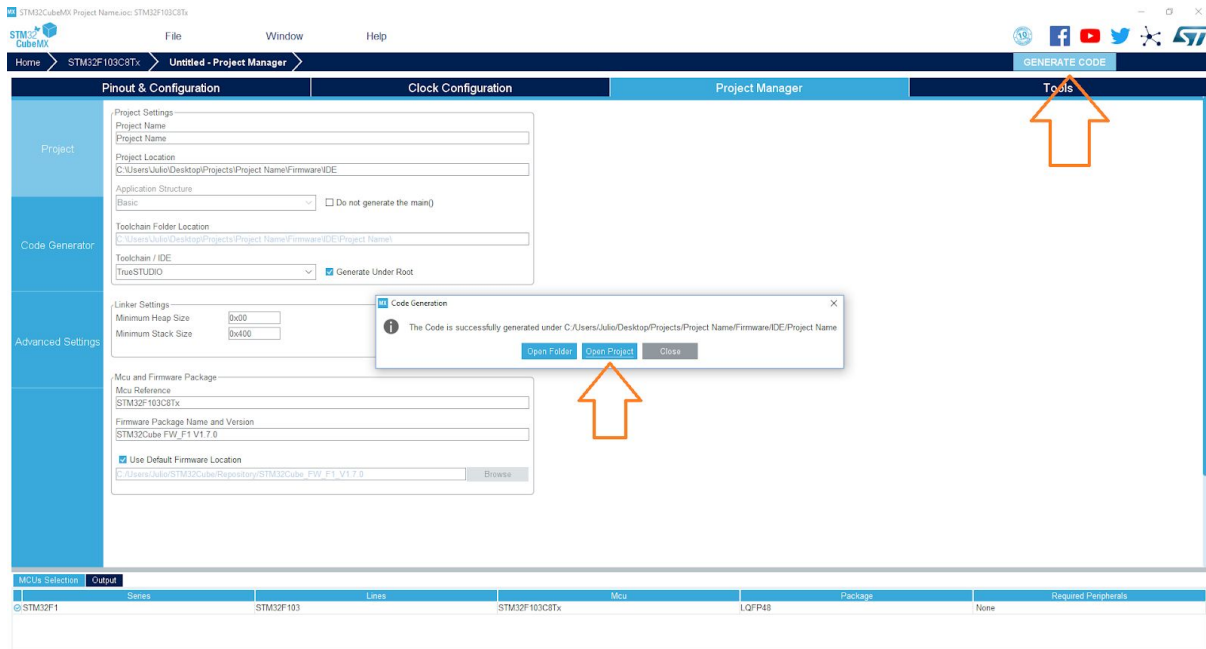 MX STM32CubeMX Project Name.ioc: STM32F103C8Tx
STM32 CubeMX File Window Help 10 ST
Home STM32F103C8Tx Untitled - Project Manager GENERATE CODE
Pinout & Configuration Clock Configuration Project Manager Tools
Project
Code Generator
Advanced Settings
Project Settings
Project Name
Project Name
Project Location
C:\Users\Julio\Desktop\Projects\Project Name\Firmware\IDE
Application Structure
Basic Do not generate the main()
Toolchain Folder Location
C:\Users\Julio\Desktop\Projects\Project Name\Firmware\IDE\Project Name\
Toolchain / IDE
TrueSTUDIO Generate Under Root
Linker Settings
Minimum Heap Size 0x00
Minimum Stack Size 0x400
MX Code Generation
The Code is successfully generated under C:/Users/Julio/Desktop/Projects/Project Name/Firmware/IDE/Project Name
Open Folder Open Project Close
Mcu and Firmware Package
Mcu Reference
STM32F103C8Tx
Firmware Package Name and Version
STM32Cube FW_F1 V1.7.0
Use Default Firmware Location
C:/Users/Julio/STM32Cube/Repository/STM32Cube_FW_F1_V1.7.0 Browse
MCUs Selection Output
Series Lines Mcu Package Required Peripherals
STM32F1 STM32F103 STM32F103C8Tx LQFP48 None